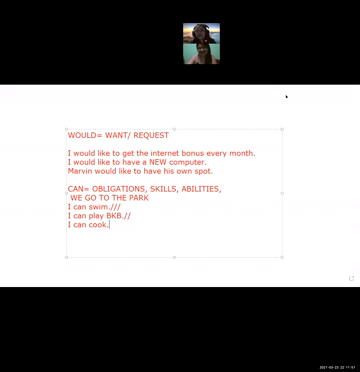 WOULD= WANT/ REQUEST
I would like to get the internet bonus every month.
I would like to have a NEW computer.
Marvin would like to have his own spot.
CAN= OBLIGATIONS, SKILLS, ABILITIES,
WE GO TO THE PARK
I can swim.///
I can play BKB.//
I can cook.